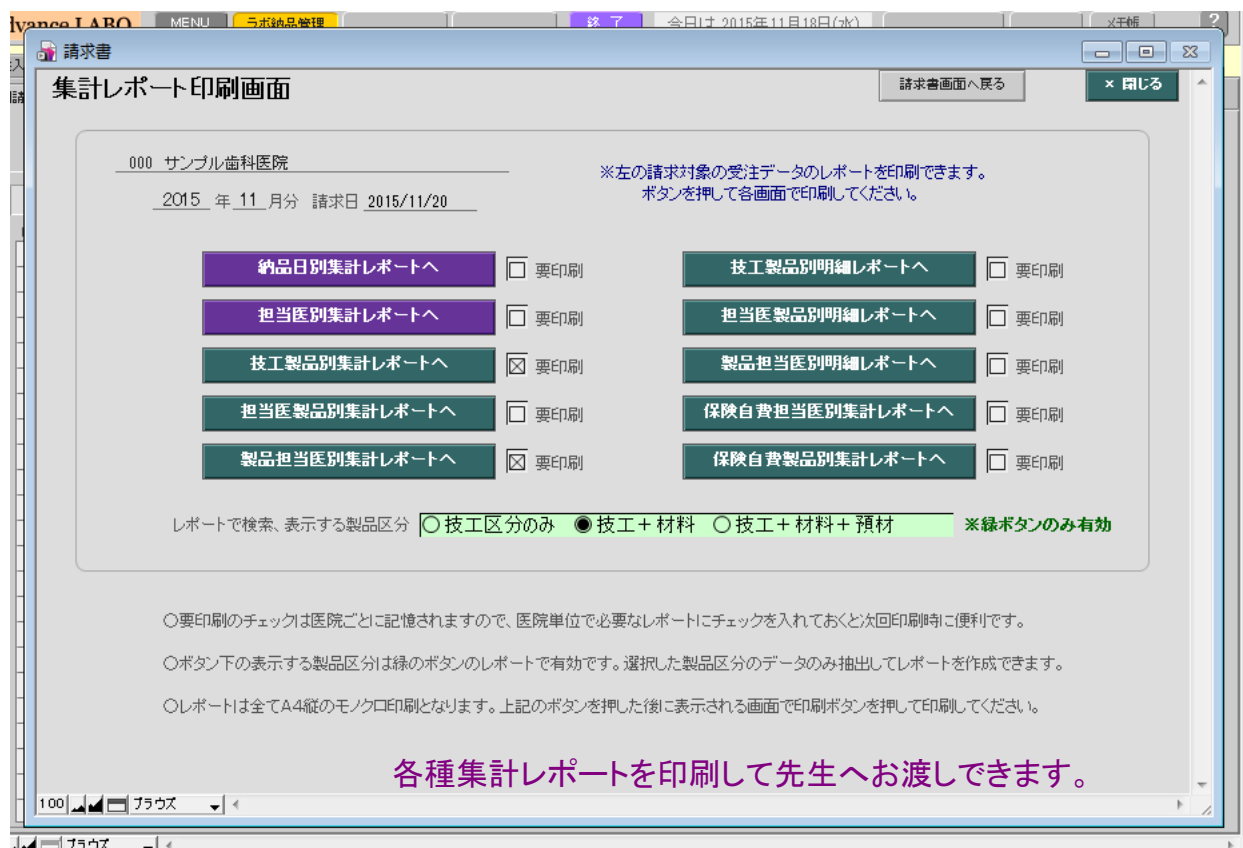 dvance LABO MENU ラボ納品管理 終 了 今日は 2015年11月18日(水) メモ帳 ?
請求書
集計レポート印刷画面 請求書画面へ戻る × 閉じる
000 サンプル歯科医院
※左の請求対象の受注データのレポートを印刷できます。
ボタンを押して各画面で印刷してください。
2015 年 11 月分 請求日 2015/11/20
納品日別集計レポートへ 要印刷 技工製品別明細レポートへ 要印刷
担当医別集計レポートへ 要印刷 担当医製品別明細レポートへ 要印刷
技工製品別集計レポートへ 要印刷 製品担当医別明細レポートへ 要印刷
担当医製品別集計レポートへ 要印刷 保険自費担当医別集計レポートへ 要印刷
製品担当医別集計レポートへ 要印刷 保険自費製品別集計レポートへ 要印刷
レポートで検索、表示する製品区分 ○技工区分のみ ●技工+材料 ○技工+材料+預材 ※緑ボタンのみ有効
○要印刷のチェックは医院ごとに記憶されますので、医院単位で必要なレポートにチェックを入れておくと次回印刷時に便利です。
○ボタン下の表示する製品区分は緑のボタンのレポートで有効です。選択した製品区分のデータのみ抽出してレポートを作成できます。
○レポートは全てA4縦のモノクロ印刷となります。上記のボタンを押した後に表示される画面で印刷ボタンを押して印刷してください。
各種集計レポートを印刷して先生へお渡しできます。
100 ブラウズ
ブラウズ